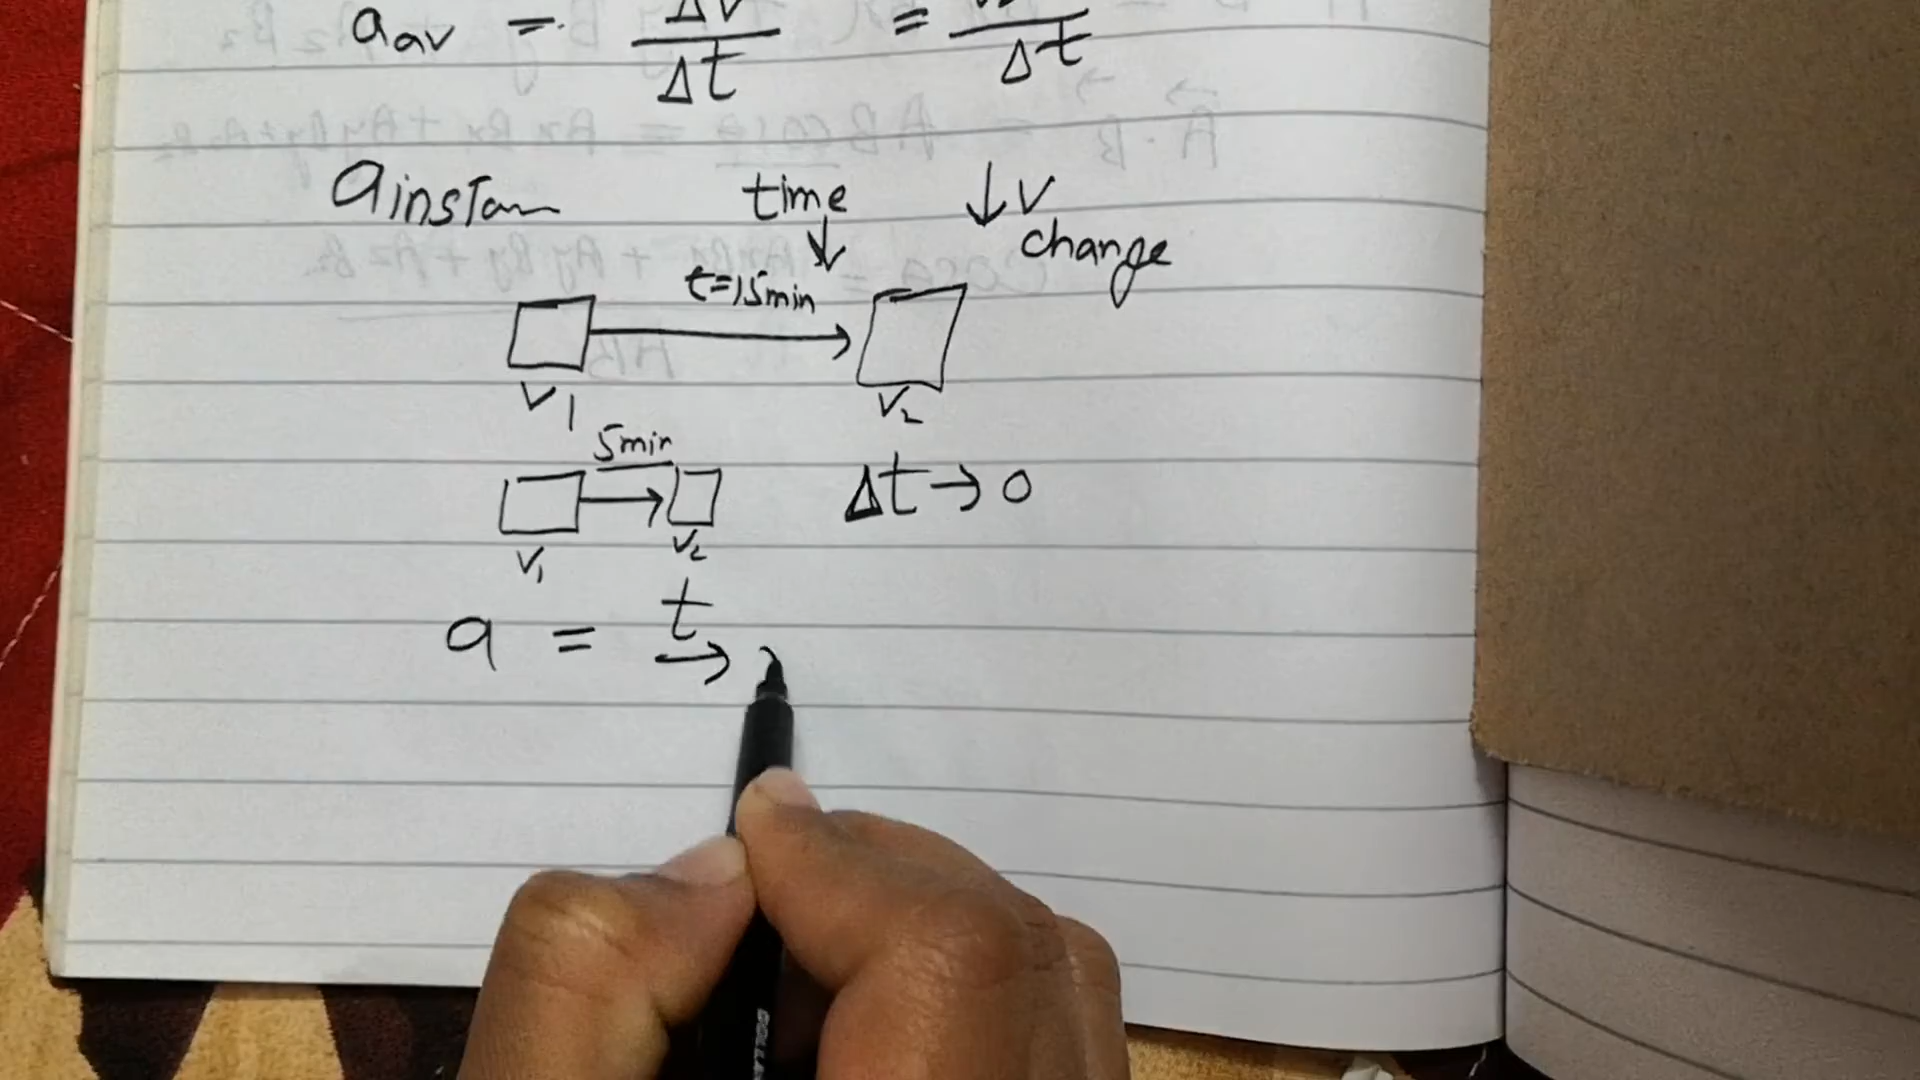 aav = Δv/Δt = /Δt
ainstan
time ↓ ↓ v change
t=15min
v1 v2
5min
v1 v2
Δt→0
a = t→